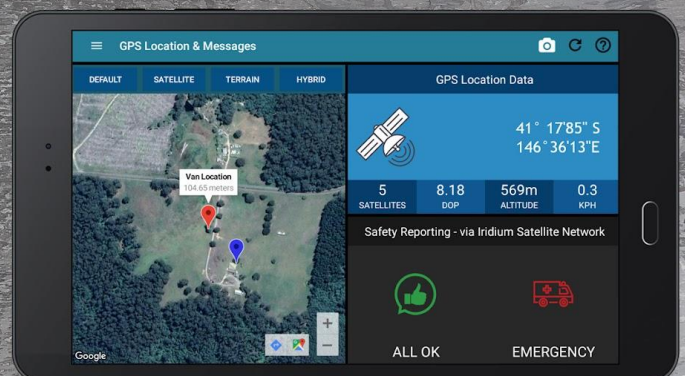 GPS Location & Messages
DEFAULT SATELLITE TERRAIN HYBRID
GPS Location Data
41° 17'85" S
146°36'13"E
Van Location
104.65 meters
5 8.18 569m 0.3
SATELLITES DOP ALTITUDE KPH
Safety Reporting - via Iridium Satellite Network
ALL OK EMERGENCY
+
−
Google